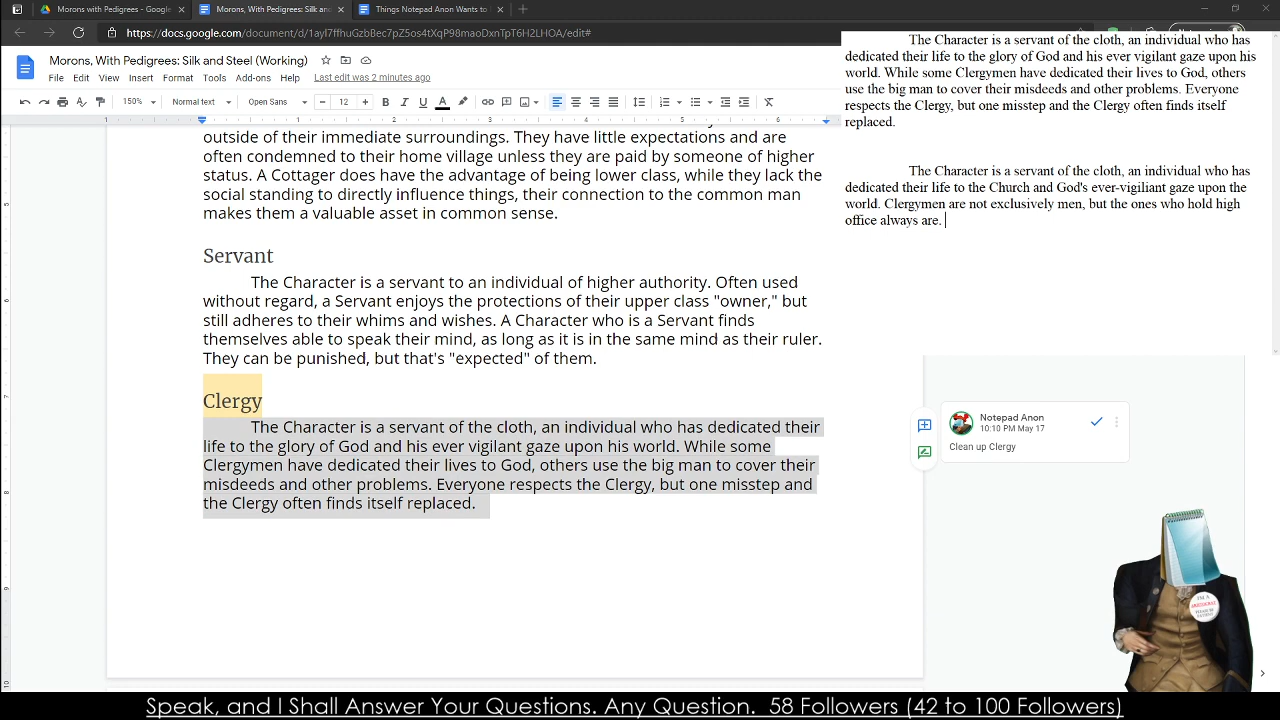 Morons with Pedigrees - Google
Morons, With Pedigrees: Silk and
Things Notepad Anon Wants to
https://docs.google.com/document/d/1ayI7ffhuGzbBec7pZ5os4tXqP98maoDxnTpT6H2LHOA/edit#
Morons, With Pedigrees: Silk and Steel (Working)
File Edit View Insert Format Tools Add-ons Help Last edit was 2 minutes ago
150% Normal text Open Sans 12 B I U A
outside of their immediate surroundings. They have little expectations and are
often condemned to their home village unless they are paid by someone of higher
status. A Cottager does have the advantage of being lower class, while they lack the
social standing to directly influence things, their connection to the common man
makes them a valuable asset in common sense.
Servant
The Character is a servant to an individual of higher authority. Often used
without regard, a Servant enjoys the protections of their upper class "owner," but
still adheres to their whims and wishes. A Character who is a Servant finds
themselves able to speak their mind, as long as it is in the same mind as their ruler.
They can be punished, but that's "expected" of them.
Clergy
The Character is a servant of the cloth, an individual who has dedicated their
life to the glory of God and his ever vigilant gaze upon his world. While some
Clergymen have dedicated their lives to God, others use the big man to cover their
misdeeds and other problems. Everyone respects the Clergy, but one misstep and
the Clergy often finds itself replaced.
The Character is a servant of the cloth, an individual who has
dedicated their life to the glory of God and his ever vigilant gaze upon his
world. While some Clergymen have dedicated their lives to God, others
use the big man to cover their misdeeds and other problems. Everyone
respects the Clergy, but one misstep and the Clergy often finds itself
replaced.
The Character is a servant of the cloth, an individual who has
dedicated their life to the Church and God's ever-vigiliant gaze upon the
world. Clergymen are not exclusively men, but the ones who hold high
office always are.
Notepad Anon
10:10 PM May 17
Clean up Clergy
I'M A
ARISTOCRAT
Speak, and I Shall Answer Your Questions. Any Question. 58 Followers (42 to 100 Followers)